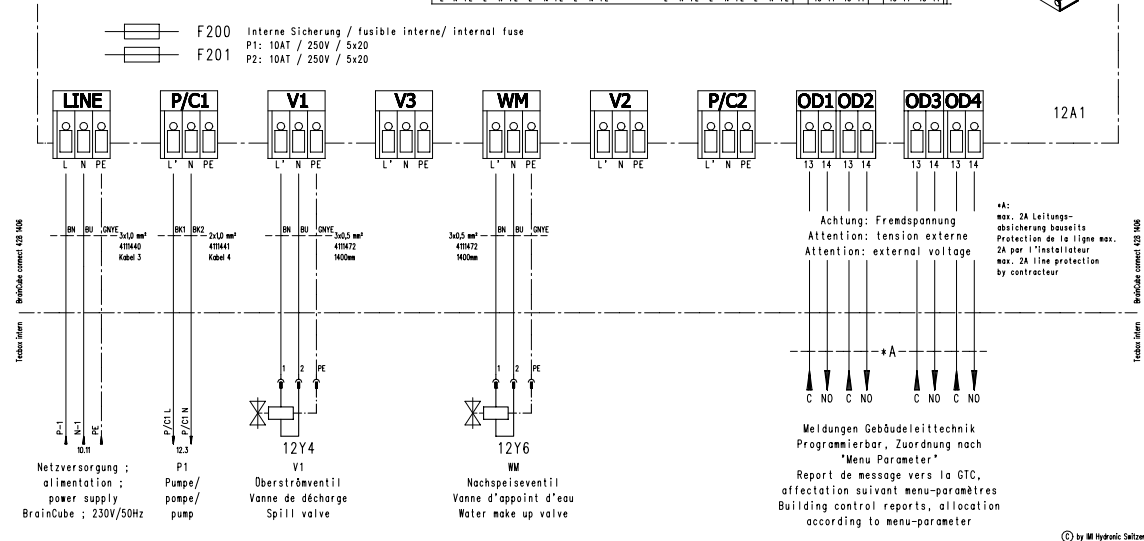 F200 Interne Sicherung / fusible interne/ internal fuse
P1: 10AT / 250V / 5x20
F201 P2: 10AT / 250V / 5x20
LINE P/C1 V1 V3 WM V2 P/C2 OD1 OD2 OD3 OD4
12A1
L N PE L' N PE L' N PE L' N PE L' N PE L' N PE L' N PE 13 14 13 14 13 14 13 14
BN BU GNYE BK1 BK2 BN BU GNYE BN BU GNYE
3x1,0 mm²
4111440
Kabel 3
2x1,0 mm²
4111441
Kabel 4
3x0,5 mm²
4111472
1400mm
3x0,5 mm²
4111472
1400mm
Achtung: Fremdspannung
Attention: tension externe
Attention: external voltage
*A:
max. 2A Leitungs-
absicherung bauseits
Protection de la ligne max.
2A par l'installateur
max. 2A line protection
by contracteur
BrainCube connect 428 1406
BrainCube connect 428 1406
Tecbox intern
Tecbox intern
*A
1 2 PE 1 2 PE
C NO C NO C NO C NO
P-1 N-1 PE P/C1 L P/C1 N
10.11 12.3
12Y4 12Y6
Netzversorgung ;
alimentation ;
power supply
BrainCube ; 230V/50Hz
P1
Pumpe/
pompe/
pump
V1
Überströmventil
Vanne de décharge
Spill valve
WM
Nachspeiseventil
Vanne d'appoint d'eau
Water make up valve
Meldungen Gebäudeleittechnik
Programmierbar, Zuordnung nach
"Menu Parameter"
Report de message vers la GTC,
affectation suivant menu-paramètres
Building control reports, allocation
according to menu-parameter
(C) by IMI Hydronic Switzer